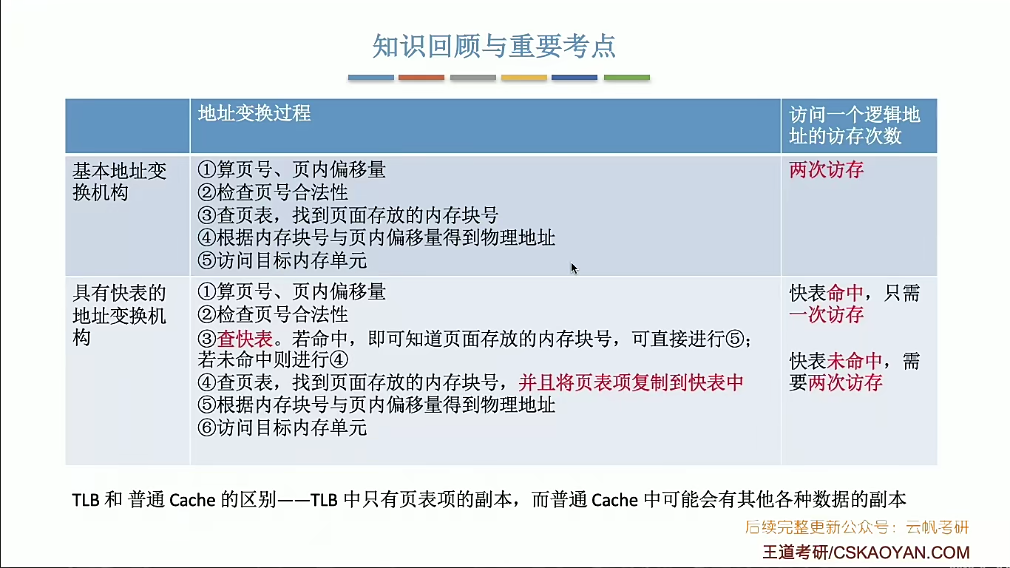 知识回顾与重要考点
地址变换过程
访问一个逻辑地
址的访存次数
基本地址变
换机构
①算页号、页内偏移量
②检查页号合法性
③查页表，找到页面存放的内存块号
④根据内存块号与页内偏移量得到物理地址
⑤访问目标内存单元
两次访存
具有快表的
地址变换机
构
①算页号、页内偏移量
②检查页号合法性
③查快表。若命中，即可知道页面存放的内存块号，可直接进行⑤；
若未命中则进行④
④查页表，找到页面存放的内存块号，并且将页表项复制到快表中
⑤根据内存块号与页内偏移量得到物理地址
⑥访问目标内存单元
快表命中，只需
一次访存
快表未命中，需
要两次访存
TLB 和 普通 Cache 的区别——TLB 中只有页表项的副本，而普通 Cache 中可能会有其他各种数据的副本
后续完整更新公众号：云帆考研
王道考研/CSKAOYAN.COM